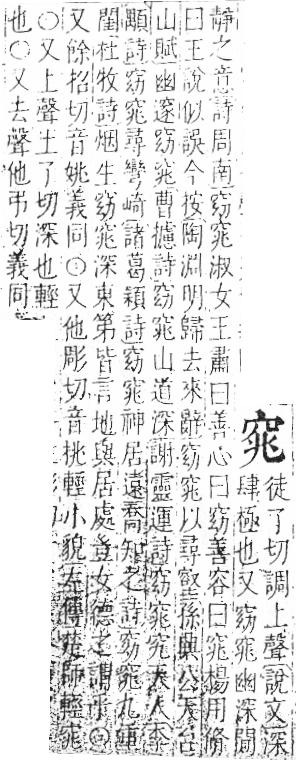 窕
徒了切調上聲說文深
肆極也又窈窕幽深閒
靜之意詩周南窈窕淑女王肅曰善心曰窈善容曰窕楊用脩
曰王說似誤今按陶淵明歸去來辭窈窕以尋壑孫興公天台
山賦幽邃窈窕曹攄詩窈窕山道深謝靈運詩窈窕究天人李
顒詩窈窕尋彎崎諸葛穎詩窈窕神居遠喬知之詩窈窕九重
閨杜牧詩烟生窈窕深東第皆言地與居處豈女德之謂乎〇
又餘招切音姚義同〇又他彫切音桃輕小貌左傳楚師輕窕
〇又上聲土了切深也輕
也〇又去聲他弔切義同